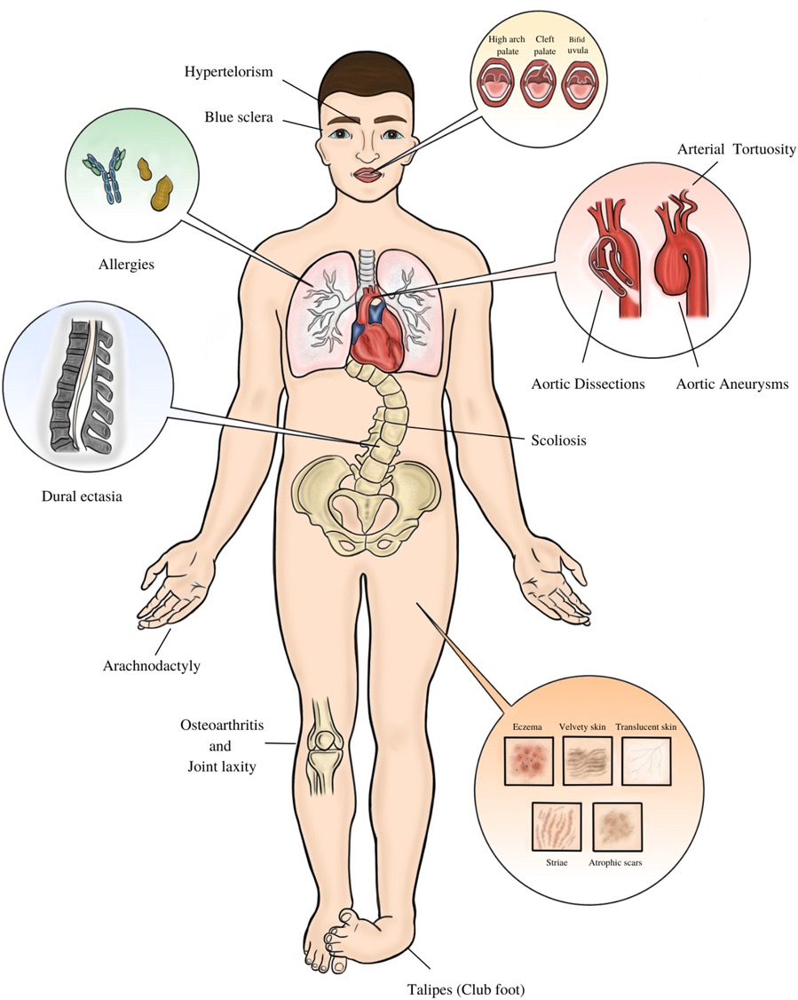 High arch
palate
Cleft
palate
Bifid
uvula
Hypertelorism
Blue sclera
Arterial Tortuosity
Allergies
Aortic Dissections
Aortic Aneurysms
Scoliosis
Dural ectasia
Arachnodactyly
Osteoarthritis
and
Joint laxity
Eczema
Velvety skin
Translucent skin
Striae
Atrophic scars
Talipes (Club foot)